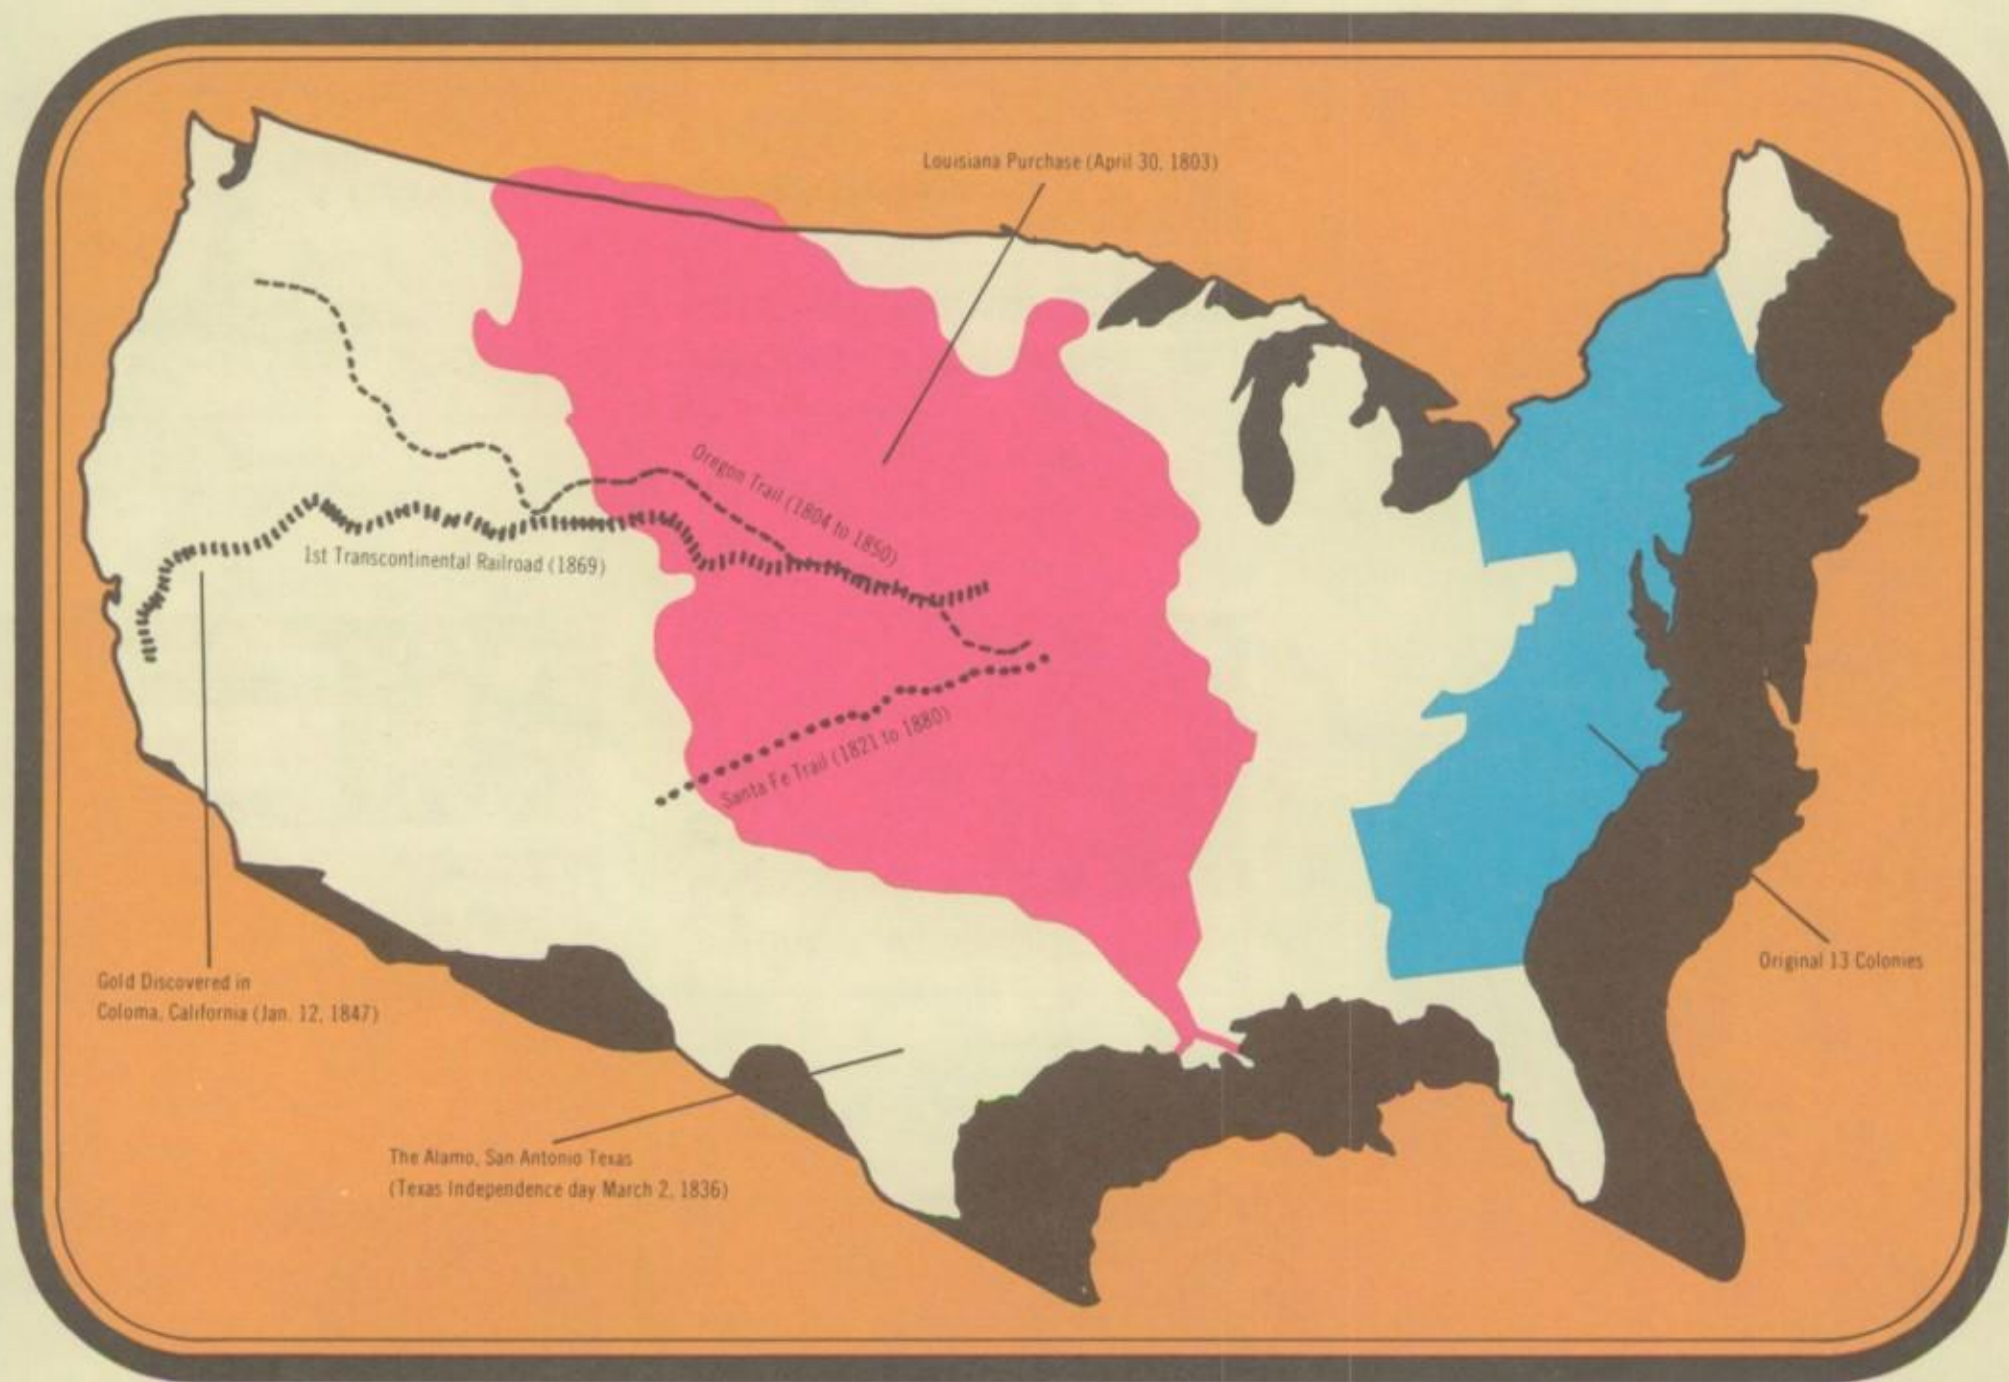 Louisiana Purchase (April 30, 1803)
Oregon Trail (1804 to 1850)
1st Transcontinental Railroad (1869)
Santa Fe Trail (1821 to 1880)
Original 13 Colonies
Gold Discovered in
Coloma, California (Jan. 12, 1847)
The Alamo, San Antonio Texas
(Texas Independence day March 2, 1836)